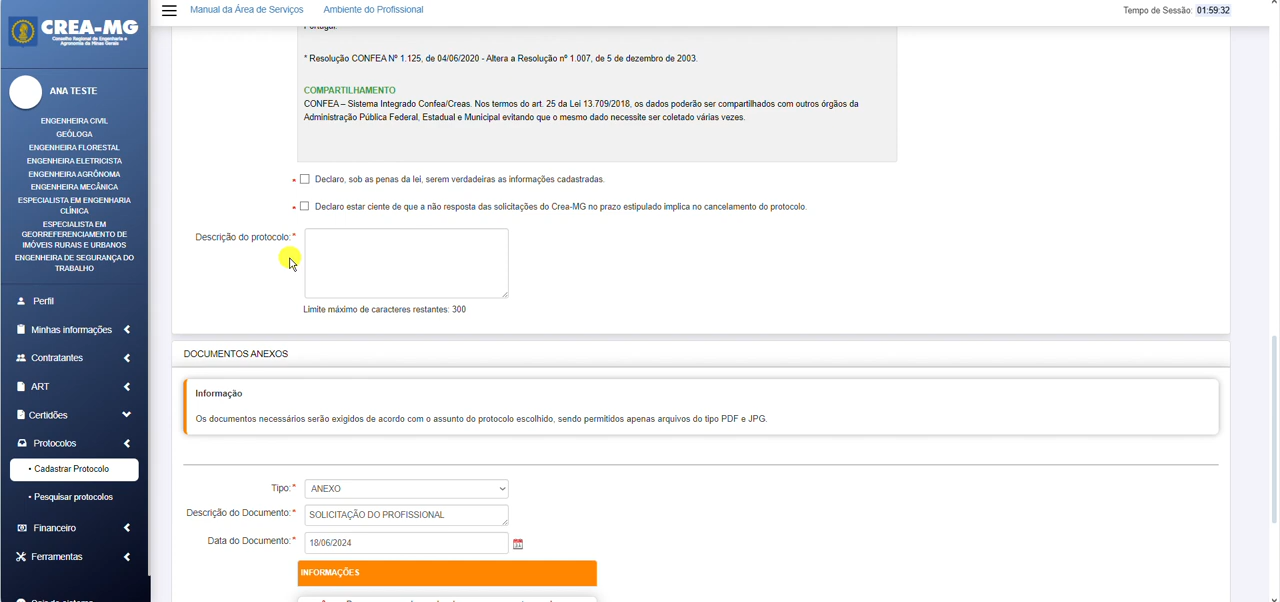 CREA-MG
Conselho Regional de Engenharia e
Agronomia de Minas Gerais
Manual da Área de Serviços
Ambiente do Profissional
Tempo de Sessão: 01:59:32
ANA TESTE
ENGENHEIRA CIVIL
GEÓLOGA
ENGENHEIRA FLORESTAL
ENGENHEIRA ELETRICISTA
ENGENHEIRA AGRÔNOMA
ENGENHEIRA MECÂNICA
ESPECIALISTA EM ENGENHARIA
CLÍNICA
ESPECIALISTA EM
GEORREFERENCIAMENTO DE
IMÓVEIS RURAIS E URBANOS
ENGENHEIRA DE SEGURANÇA DO
TRABALHO
Perfil
Minhas informações
Contratantes
ART
Certidões
Protocolos
• Cadastrar Protocolo
• Pesquisar protocolos
Financeiro
Ferramentas
Portugal.
* Resolução CONFEA Nº 1.125, de 04/06/2020 - Altera a Resolução nº 1.007, de 5 de dezembro de 2003.
COMPARTILHAMENTO
CONFEA – Sistema Integrado Confea/Creas. Nos termos do art. 25 da Lei 13.709/2018, os dados poderão ser compartilhados com outros órgãos da
Administração Pública Federal, Estadual e Municipal evitando que o mesmo dado necessite ser coletado várias vezes.
* Declaro, sob as penas da lei, serem verdadeiras as informações cadastradas.
* Declaro estar ciente de que a não resposta das solicitações do Crea-MG no prazo estipulado implica no cancelamento do protocolo.
Descrição do protocolo:*
Limite máximo de caracteres restantes: 300
DOCUMENTOS ANEXOS
Informação
Os documentos necessários serão exigidos de acordo com o assunto do protocolo escolhido, sendo permitidos apenas arquivos do tipo PDF e JPG.
Tipo:* ANEXO
Descrição do Documento:* SOLICITAÇÃO DO PROFISSIONAL
Data do Documento:* 18/06/2024
INFORMAÇÕES